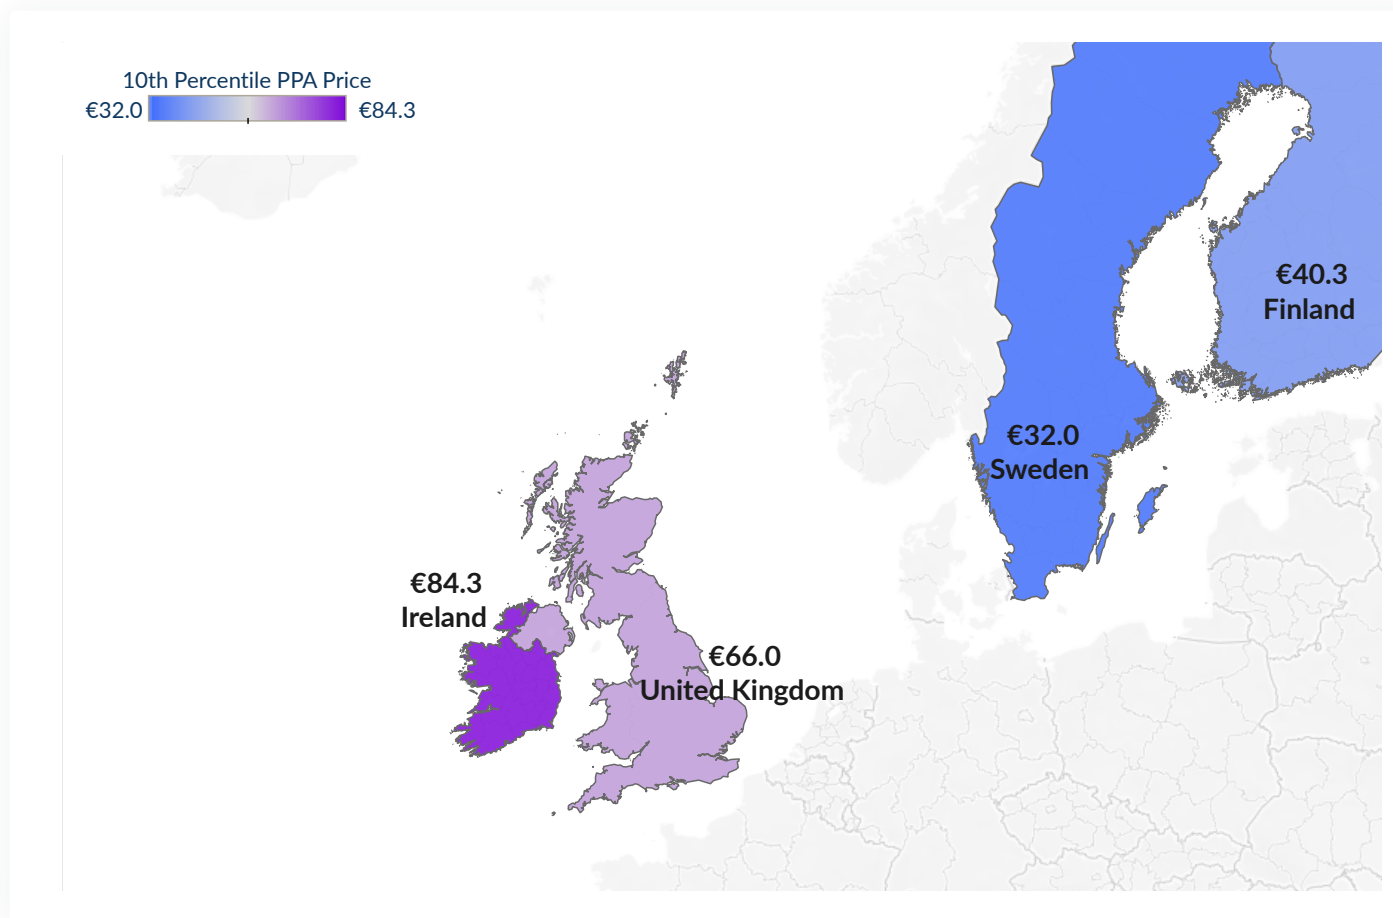 10th Percentile PPA Price
€32.0
€84.3
€40.3
Finland
€32.0
Sweden
€84.3
Ireland
€66.0
United Kingdom